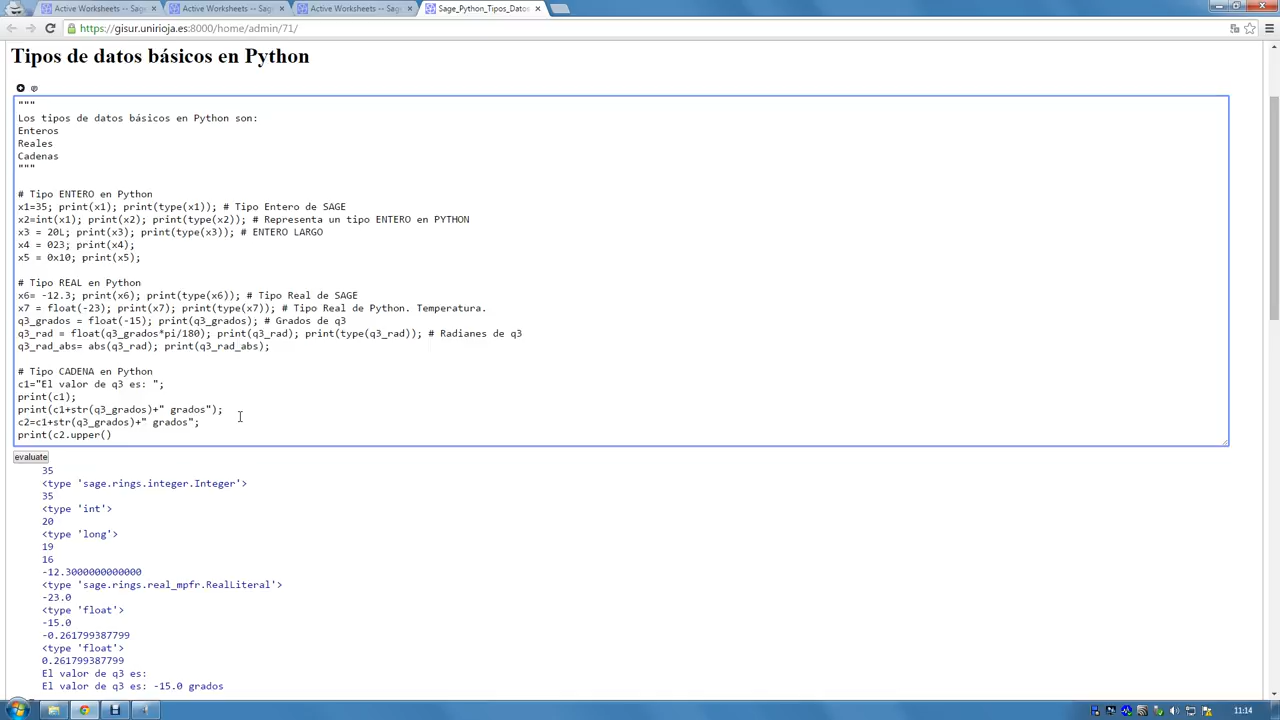 Active Worksheets -- Sage
Active Worksheets -- Sage
Active Worksheets -- Sag
Sage_Python_Tipos_Datos
https://gisur.unirioja.es:8000/home/admin/71/
Tipos de datos básicos en Python
"""
Los tipos de datos básicos en Python son:
Enteros
Reales
Cadenas
"""
# Tipo ENTERO en Python
x1=35; print(x1); print(type(x1)); # Tipo Entero de SAGE
x2=int(x1); print(x2); print(type(x2)); # Representa un tipo ENTERO en PYTHON
x3 = 20L; print(x3); print(type(x3)); # ENTERO LARGO
x4 = 023; print(x4);
x5 = 0x10; print(x5);
# Tipo REAL en Python
x6= -12.3; print(x6); print(type(x6)); # Tipo Real de SAGE
x7 = float(-23); print(x7); print(type(x7)); # Tipo Real de Python. Temperatura.
q3_grados = float(-15); print(q3_grados); # Grados de q3
q3_rad = float(q3_grados*pi/180); print(q3_rad); print(type(q3_rad)); # Radianes de q3
q3_rad_abs= abs(q3_rad); print(q3_rad_abs);
# Tipo CADENA en Python
c1="El valor de q3 es: ";
print(c1);
print(c1+str(q3_grados)+" grados");
c2=c1+str(q3_grados)+" grados";
print(c2.upper()
evaluate
35
<type 'sage.rings.integer.Integer'>
35
<type 'int'>
20
<type 'long'>
19
16
-12.3000000000000
<type 'sage.rings.real_mpfr.RealLiteral'>
-23.0
<type 'float'>
-15.0
-0.261799387799
<type 'float'>
0.261799387799
El valor de q3 es:
El valor de q3 es: -15.0 grados
11:14